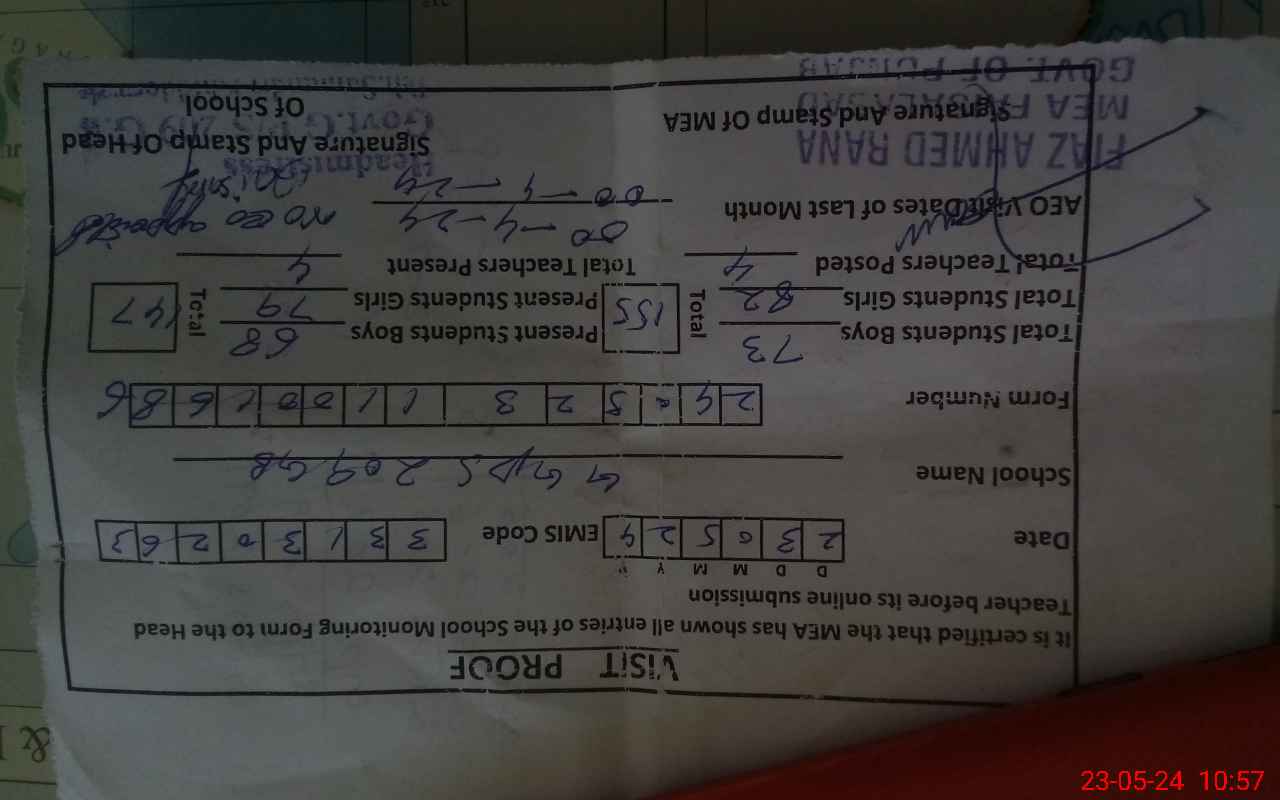 VISIT PROOF
It is certified that the MEA has shown all entries of the School Monitoring Form to the Head
Teacher before its online submission
D D M M Y Y
Date 2 3 0 5 2 4 EMIS Code 3 3 1 3 0 2 6 3
School Name GGPS 209 GB
Form Number 2 4 0 5 2 3 1 1 0 0 1 6 8 6
Total Students Boys 73 Total 155 Present Students Boys 68 Total 147
Total Students Girls 82 Present Students Girls 79
Total Teachers Posted 4 Total Teachers Present 4
AEO Visit Dates of Last Month 00-4-24 no
00-4-24
FIAZ AHMED RANA
MEA FAISALABAD
GOVT. OF PUNJAB
Signature And Stamp Of MEA
Headmistress
Signature And Stamp Of Head
Of School
23-05-24 10:57